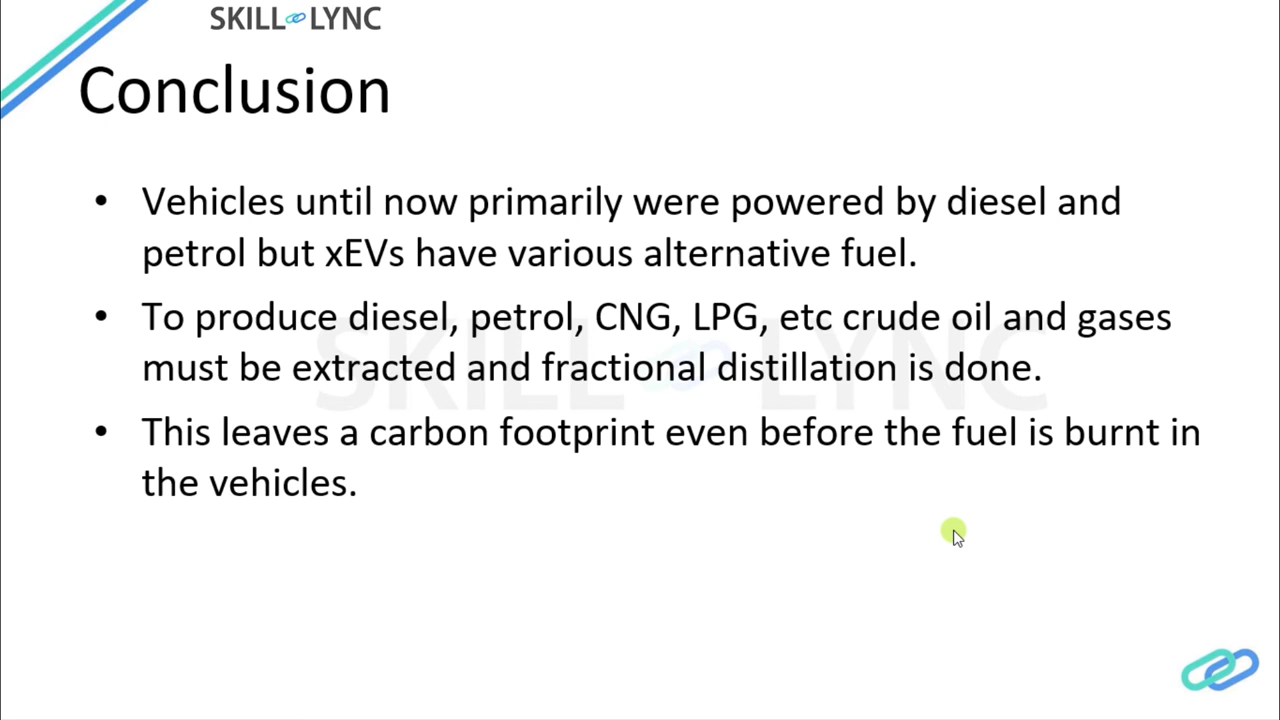 SKILL LYNC
Conclusion
• Vehicles until now primarily were powered by diesel and
petrol but xEVs have various alternative fuel.
• To produce diesel, petrol, CNG, LPG, etc crude oil and gases
must be extracted and fractional distillation is done.
• This leaves a carbon footprint even before the fuel is burnt in
the vehicles.
SKILL LYNC